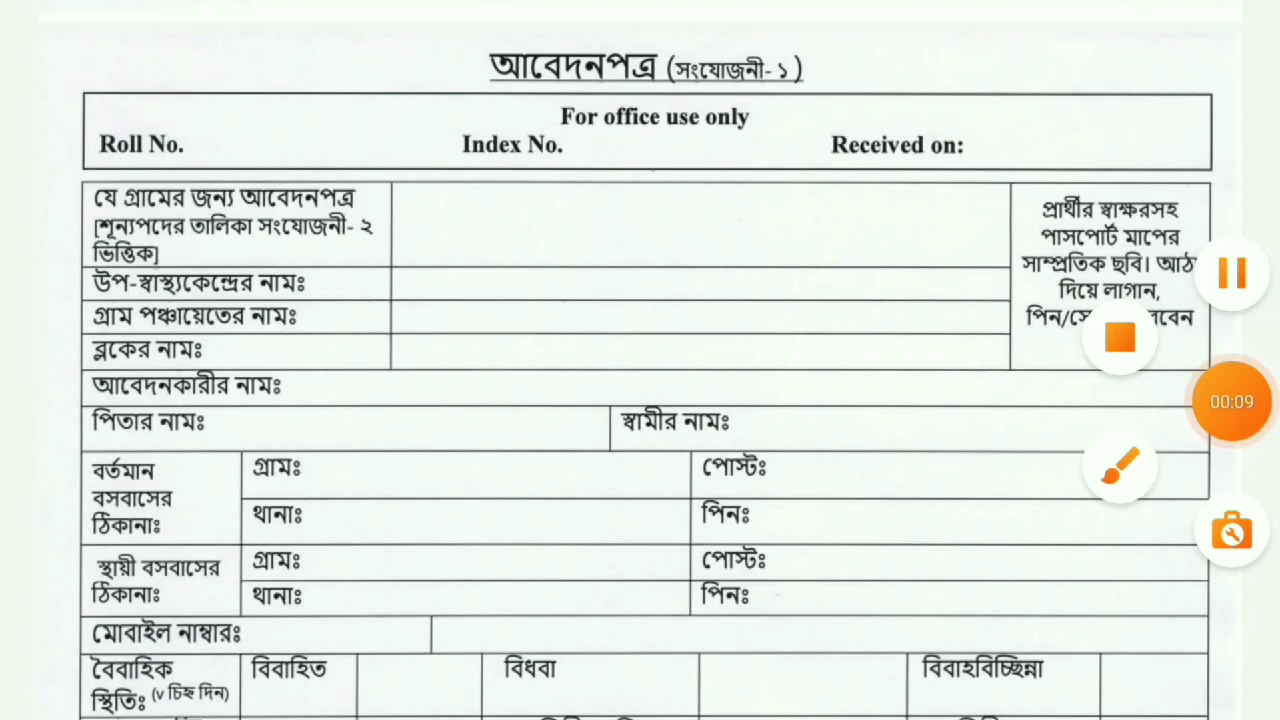 আবেদনপত্র (সংযোজনী- ১)
For office use only
Roll No. Index No. Received on:
যে গ্রামের জন্য আবেদনপত্র
[শূন্যপদের তালিকা সংযোজনী- ২
ভিত্তিক]
প্রার্থীর স্বাক্ষরসহ
পাসপোর্ট মাপের
সাম্প্রতিক ছবি। আঠা
দিয়ে লাগান,
উপ-স্বাস্থ্যকেন্দ্রের নামঃ
গ্রাম পঞ্চায়েতের নামঃ
ব্লকের নামঃ
আবেদনকারীর নামঃ
পিতার নামঃ স্বামীর নামঃ
বর্তমান
বসবাসের
ঠিকানাঃ
গ্রামঃ পোস্টঃ
থানাঃ পিনঃ
স্থায়ী বসবাসের
ঠিকানাঃ
গ্রামঃ পোস্টঃ
থানাঃ পিনঃ
মোবাইল নাম্বারঃ
বৈবাহিক
স্থিতিঃ (v চিহ্ন দিন)
বিবাহিত বিধবা বিবাহবিচ্ছিন্না
00:09